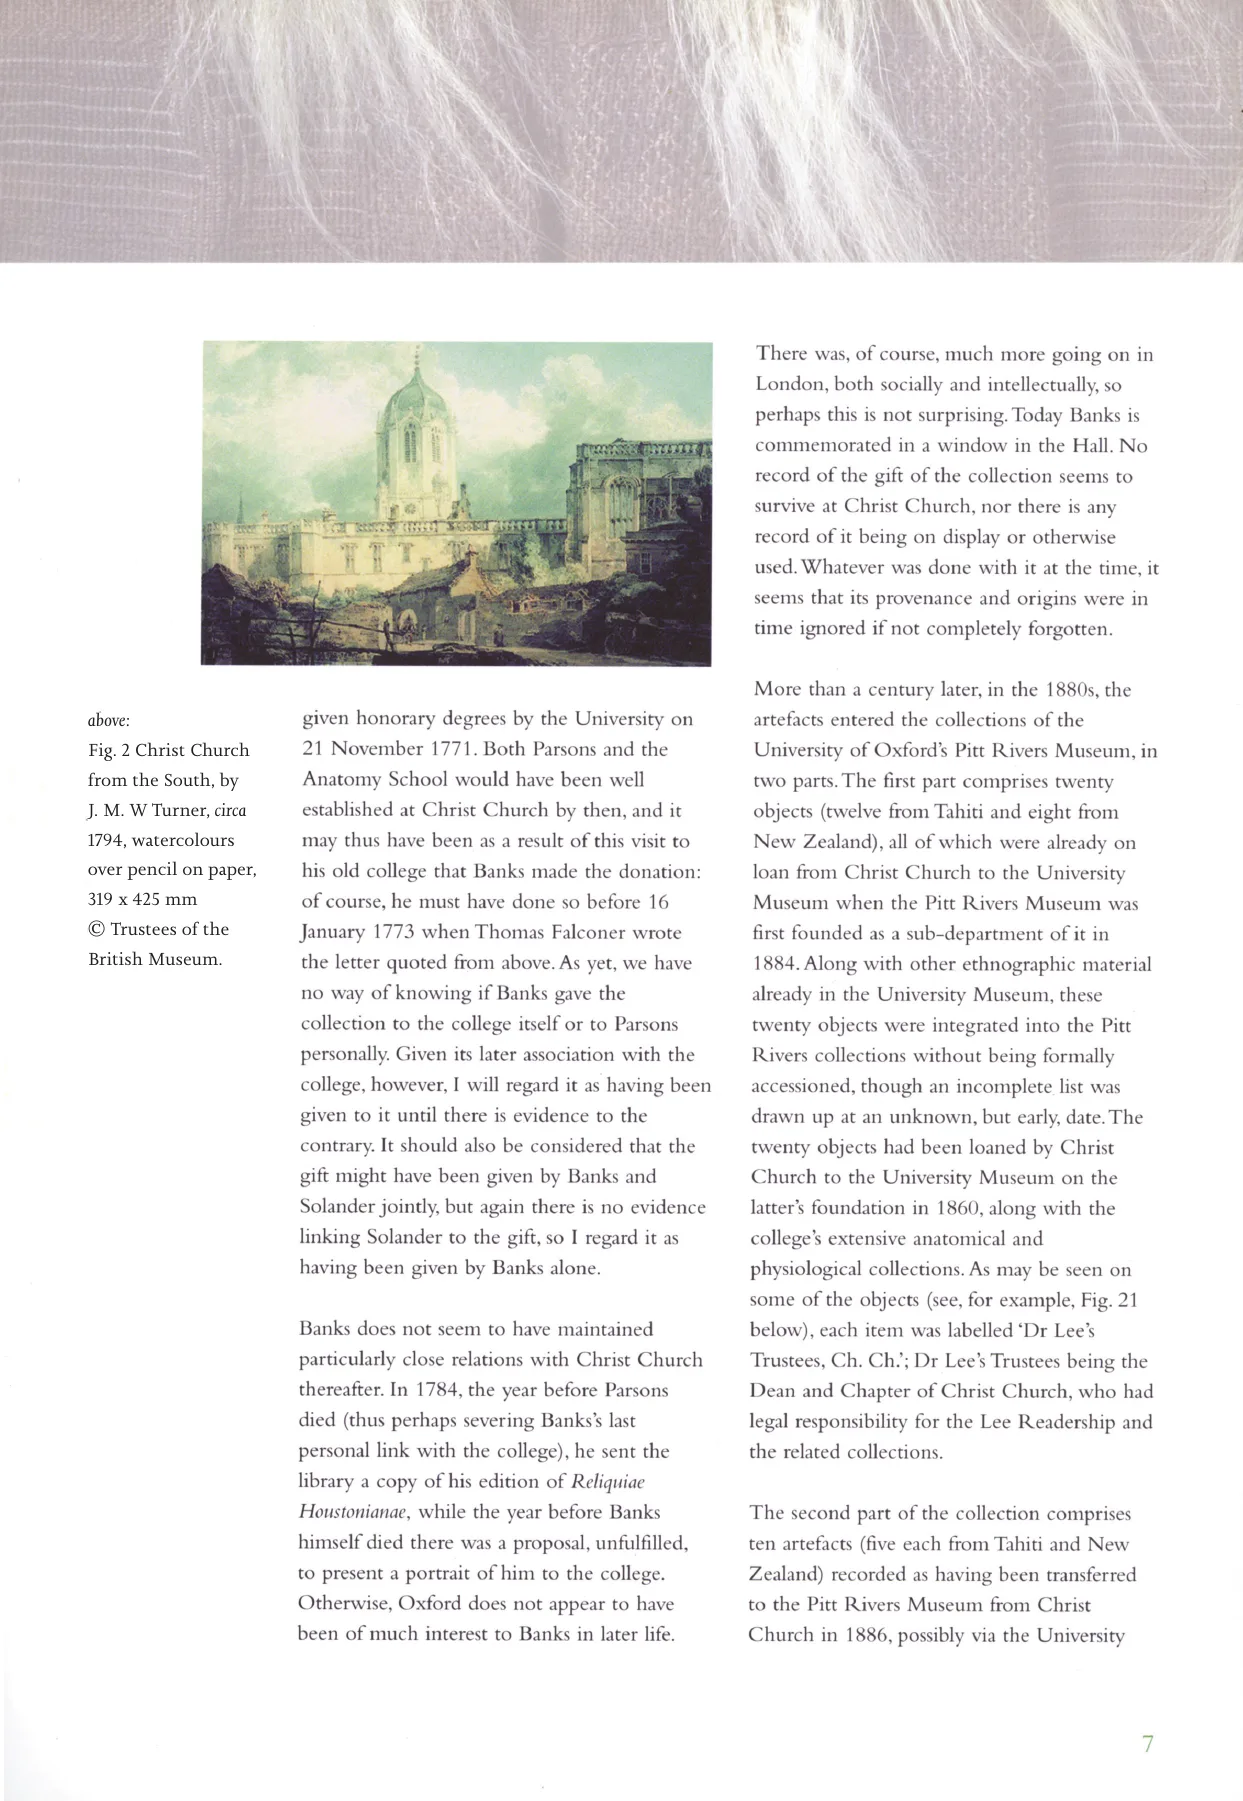 above:
Fig. 2 Christ Church
from the South, by
J. M. W Turner, circa
1794, watercolours
over pencil on paper,
319 x 425 mm
© Trustees of the
British Museum.
given honorary degrees by the University on
21 November 1771. Both Parsons and the
Anatomy School would have been well
established at Christ Church by then, and it
may thus have been as a result of this visit to
his old college that Banks made the donation:
of course, he must have done so before 16
January 1773 when Thomas Falconer wrote
the letter quoted from above. As yet, we have
no way of knowing if Banks gave the
collection to the college itself or to Parsons
personally. Given its later association with the
college, however, I will regard it as having been
given to it until there is evidence to the
contrary. It should also be considered that the
gift might have been given by Banks and
Solander jointly, but again there is no evidence
linking Solander to the gift, so I regard it as
having been given by Banks alone.
Banks does not seem to have maintained
particularly close relations with Christ Church
thereafter. In 1784, the year before Parsons
died (thus perhaps severing Banks's last
personal link with the college), he sent the
library a copy of his edition of Reliquiae
Houstonianae, while the year before Banks
himself died there was a proposal, unfulfilled,
to present a portrait of him to the college.
Otherwise, Oxford does not appear to have
been of much interest to Banks in later life.
There was, of course, much more going on in
London, both socially and intellectually, so
perhaps this is not surprising. Today Banks is
commemorated in a window in the Hall. No
record of the gift of the collection seems to
survive at Christ Church, nor there is any
record of it being on display or otherwise
used. Whatever was done with it at the time, it
seems that its provenance and origins were in
time ignored if not completely forgotten.
More than a century later, in the 1880s, the
artefacts entered the collections of the
University of Oxford's Pitt Rivers Museum, in
two parts. The first part comprises twenty
objects (twelve from Tahiti and eight from
New Zealand), all of which were already on
loan from Christ Church to the University
Museum when the Pitt Rivers Museum was
first founded as a sub-department of it in
1884. Along with other ethnographic material
already in the University Museum, these
twenty objects were integrated into the Pitt
Rivers collections without being formally
accessioned, though an incomplete list was
drawn up at an unknown, but early, date. The
twenty objects had been loaned by Christ
Church to the University Museum on the
latter's foundation in 1860, along with the
college's extensive anatomical and
physiological collections. As may be seen on
some of the objects (see, for example, Fig. 21
below), each item was labelled 'Dr Lee's
Trustees, Ch. Ch.'; Dr Lee's Trustees being the
Dean and Chapter of Christ Church, who had
legal responsibility for the Lee Readership and
the related collections.
The second part of the collection comprises
ten artefacts (five each from Tahiti and New
Zealand) recorded as having been transferred
to the Pitt Rivers Museum from Christ
Church in 1886, possibly via the University
7